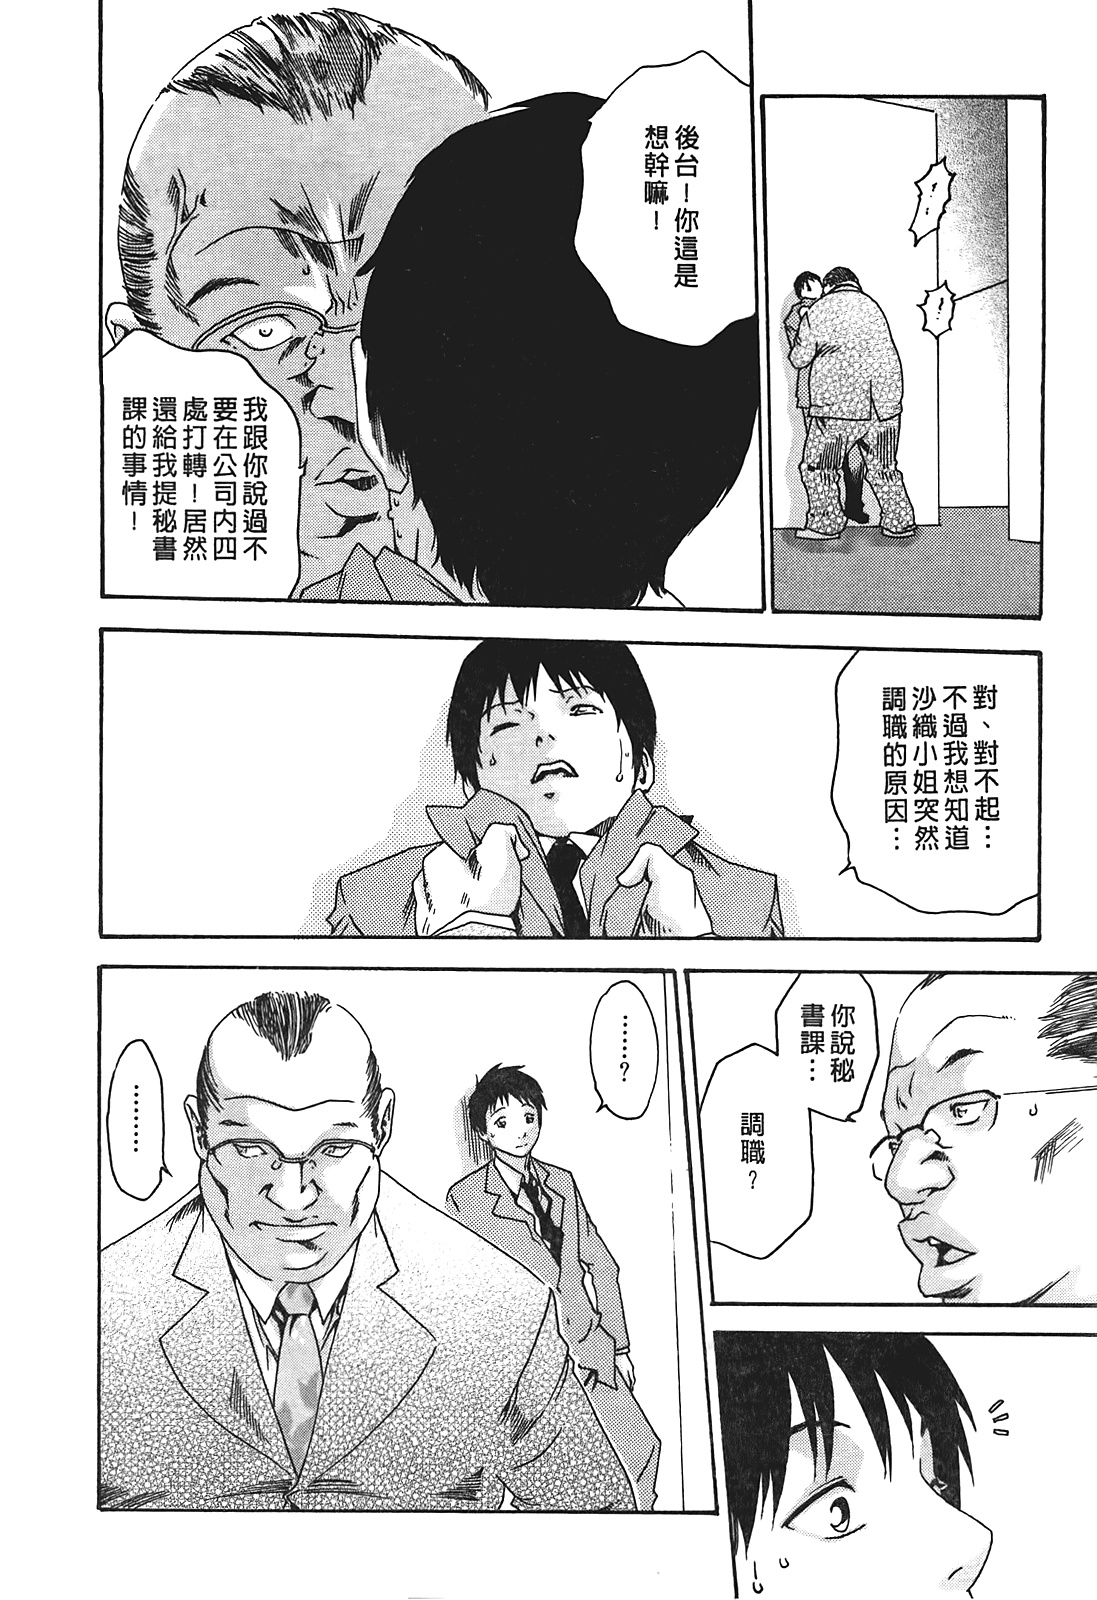 …!
…!
後台！你這是
想幹嘛！
我跟你說過不
要在公司内四
處打轉！居然
還給我提秘書
課的事情！
對、對不起…
不過我想知道
沙織小姐突然
調職的原因…
你說秘
書課…
調職？
……？
………